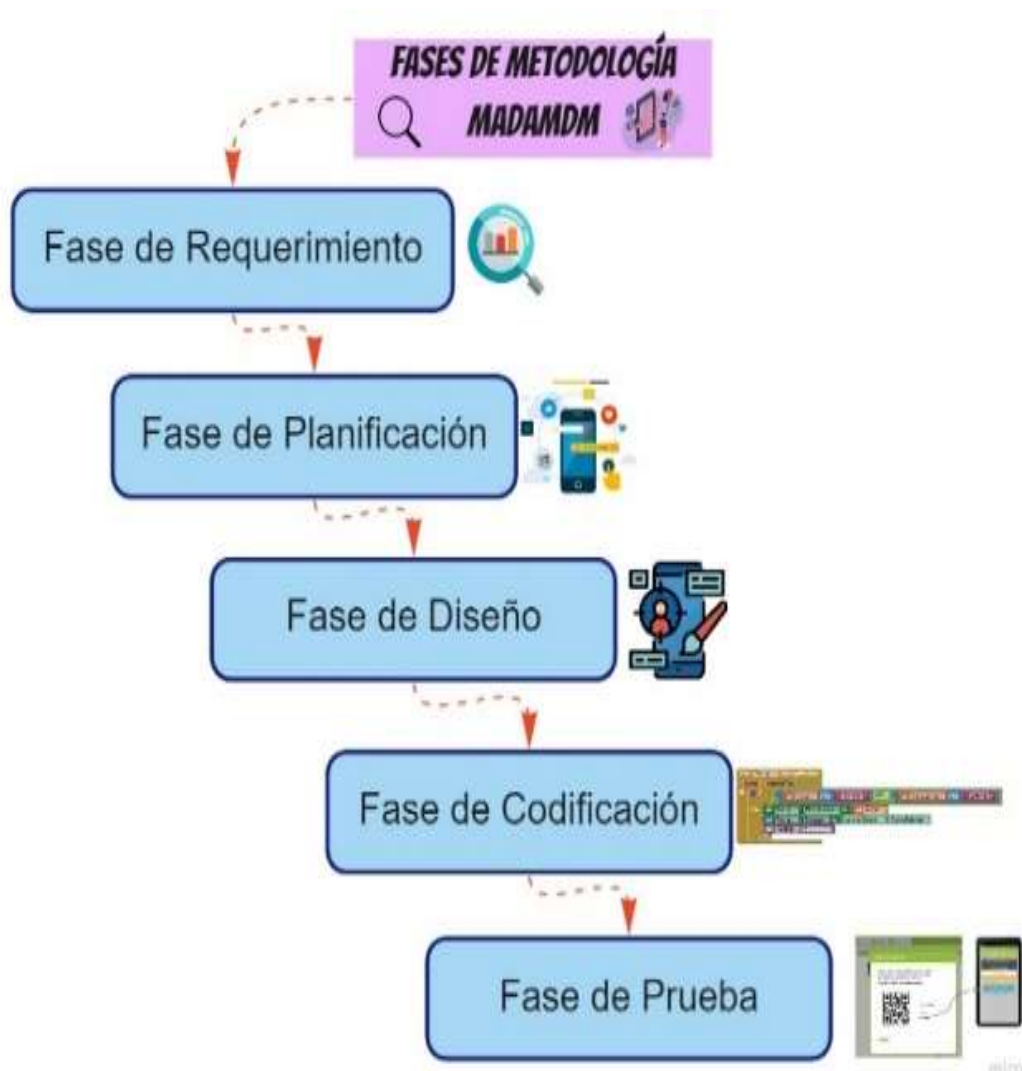 FASES DE METODOLOGÍA
MADAMDM
Fase de Requerimiento
Fase de Planificación
Fase de Diseño
Fase de Codificación
Fase de Prueba